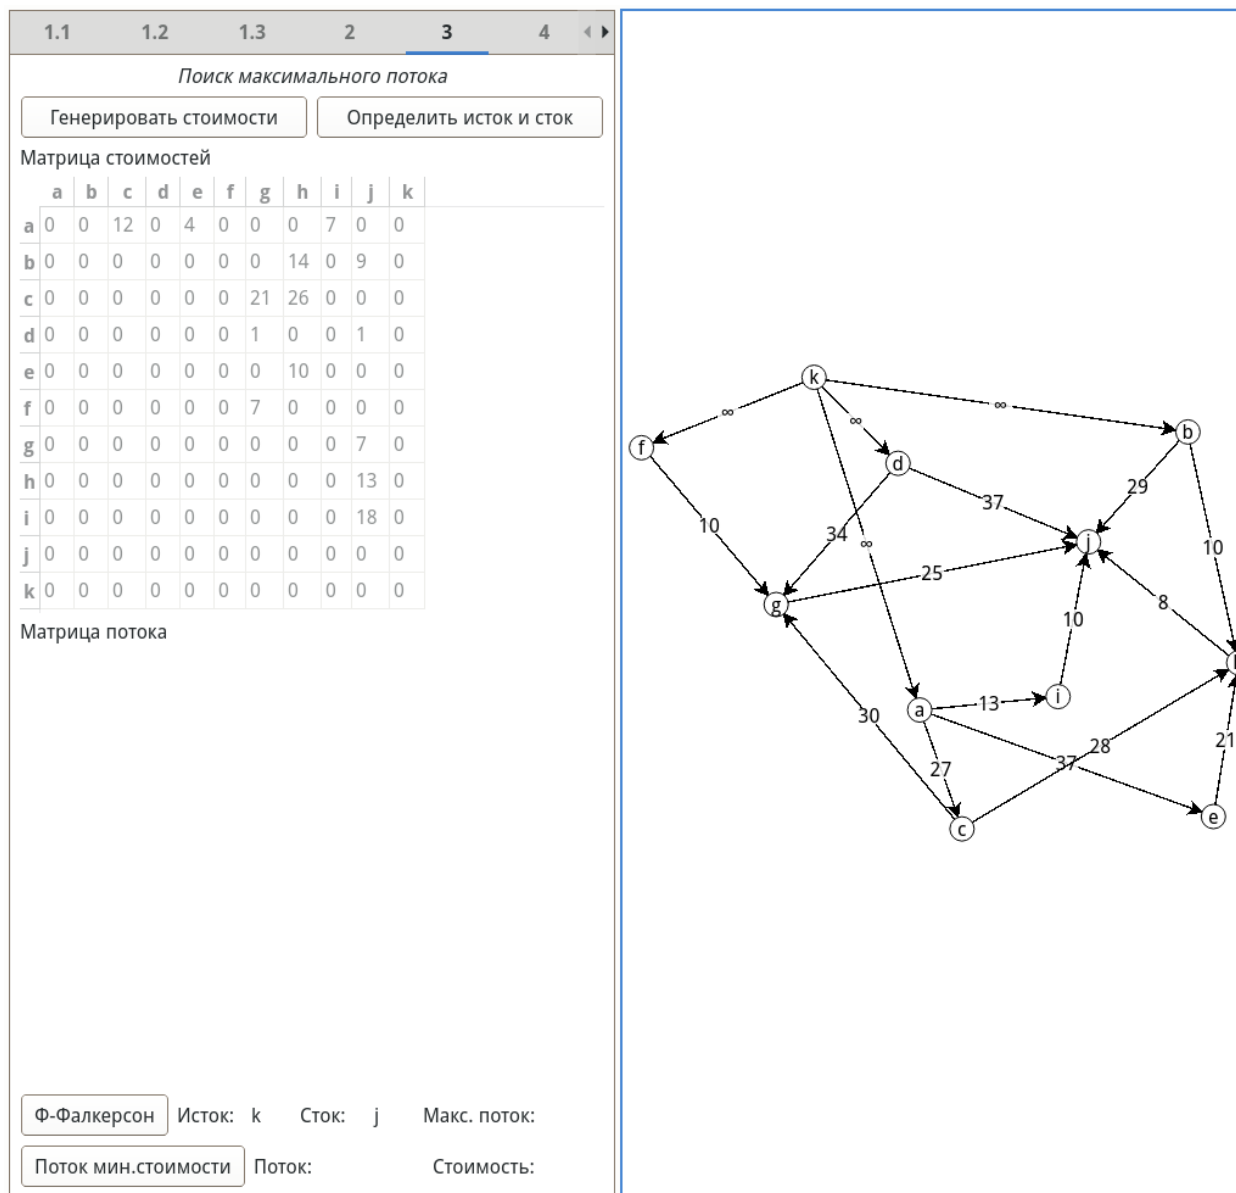 1.1 1.2 1.3 2 3 4
Поиск максимального потока
Генерировать стоимости Определить исток и сток
Матрица стоимостей
a b c d e f g h i j k
a 0 0 12 0 4 0 0 0 7 0 0
b 0 0 0 0 0 0 0 14 0 9 0
c 0 0 0 0 0 0 21 26 0 0 0
d 0 0 0 0 0 0 1 0 0 1 0
e 0 0 0 0 0 0 0 10 0 0 0
f 0 0 0 0 0 0 7 0 0 0 0
g 0 0 0 0 0 0 0 0 0 7 0
h 0 0 0 0 0 0 0 0 0 13 0
i 0 0 0 0 0 0 0 0 0 18 0
j 0 0 0 0 0 0 0 0 0 0 0
k 0 0 0 0 0 0 0 0 0 0 0
Матрица потока
Ф-Фалкерсон Исток: k Сток: j Макс. поток:
Поток мин.стоимости Поток: Стоимость:
k
∞
∞
∞
b
f
d
29
37
10
34
∞
j
10
25
8
g
10
i
13
a
30
21
28
37
27
e
c